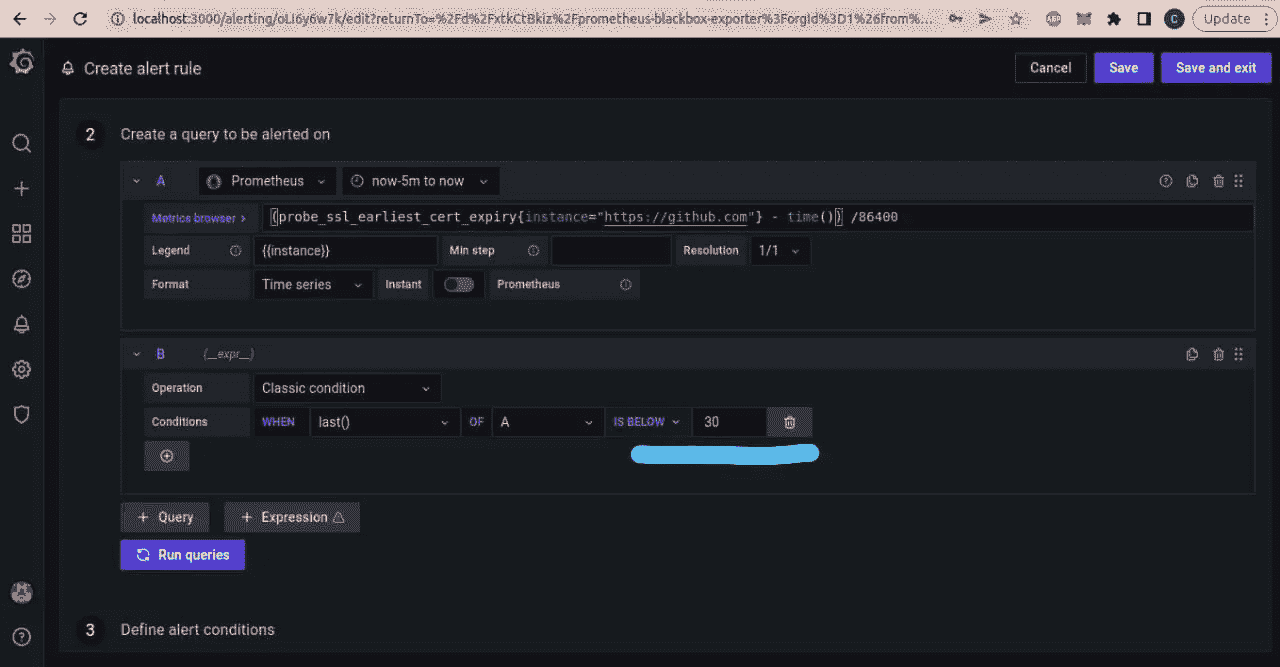 localhost:3000/alerting/oLI6y6w7k/edit?returnTo=%2Fd%2FxtkCtBkiz%2Fprometheus-blackbox-exporter%3ForgId%3D1%26from%... ABP C Update
Create alert rule Cancel Save Save and exit
2 Create a query to be alerted on
A Prometheus now-5m to now
Metrics browser > (probe_ssl_earliest_cert_expiry{instance="https://github.com"} - time()) /86400
Legend {{instance}} Min step Resolution 1/1
Format Time series Instant Prometheus
B (__expr__)
Operation Classic condition
Conditions WHEN last() OF A IS BELOW 30
+ Query + Expression
Run queries
3 Define alert conditions